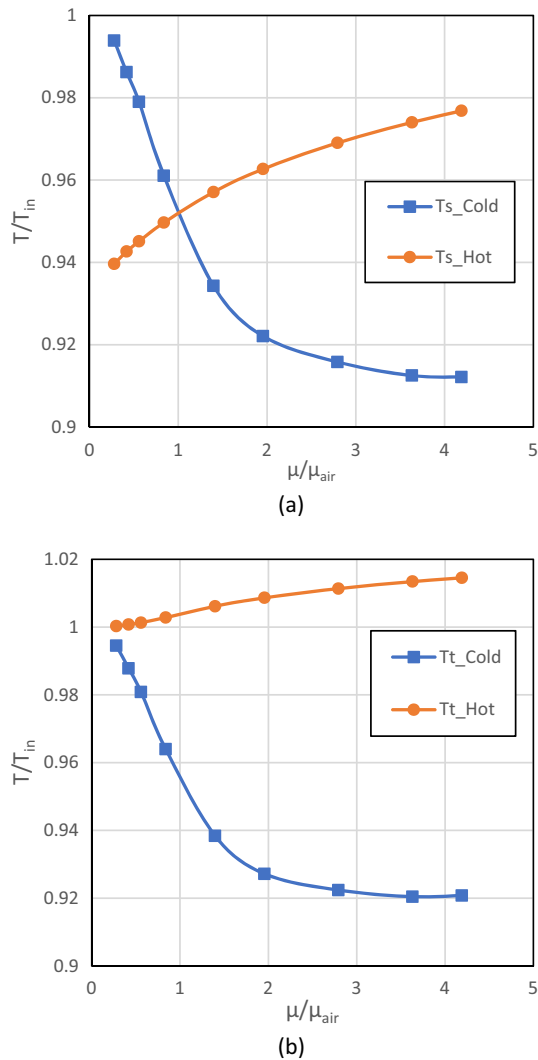 1
0.98
0.96
0.94
0.92
0.9
T/Tin
Ts_Cold
Ts_Hot
0 1 2 3 4 5
μ/μair
(a)
1.02
1
0.98
0.96
0.94
0.92
0.9
T/Tin
Tt_Cold
Tt_Hot
0 1 2 3 4 5
μ/μair
(b)